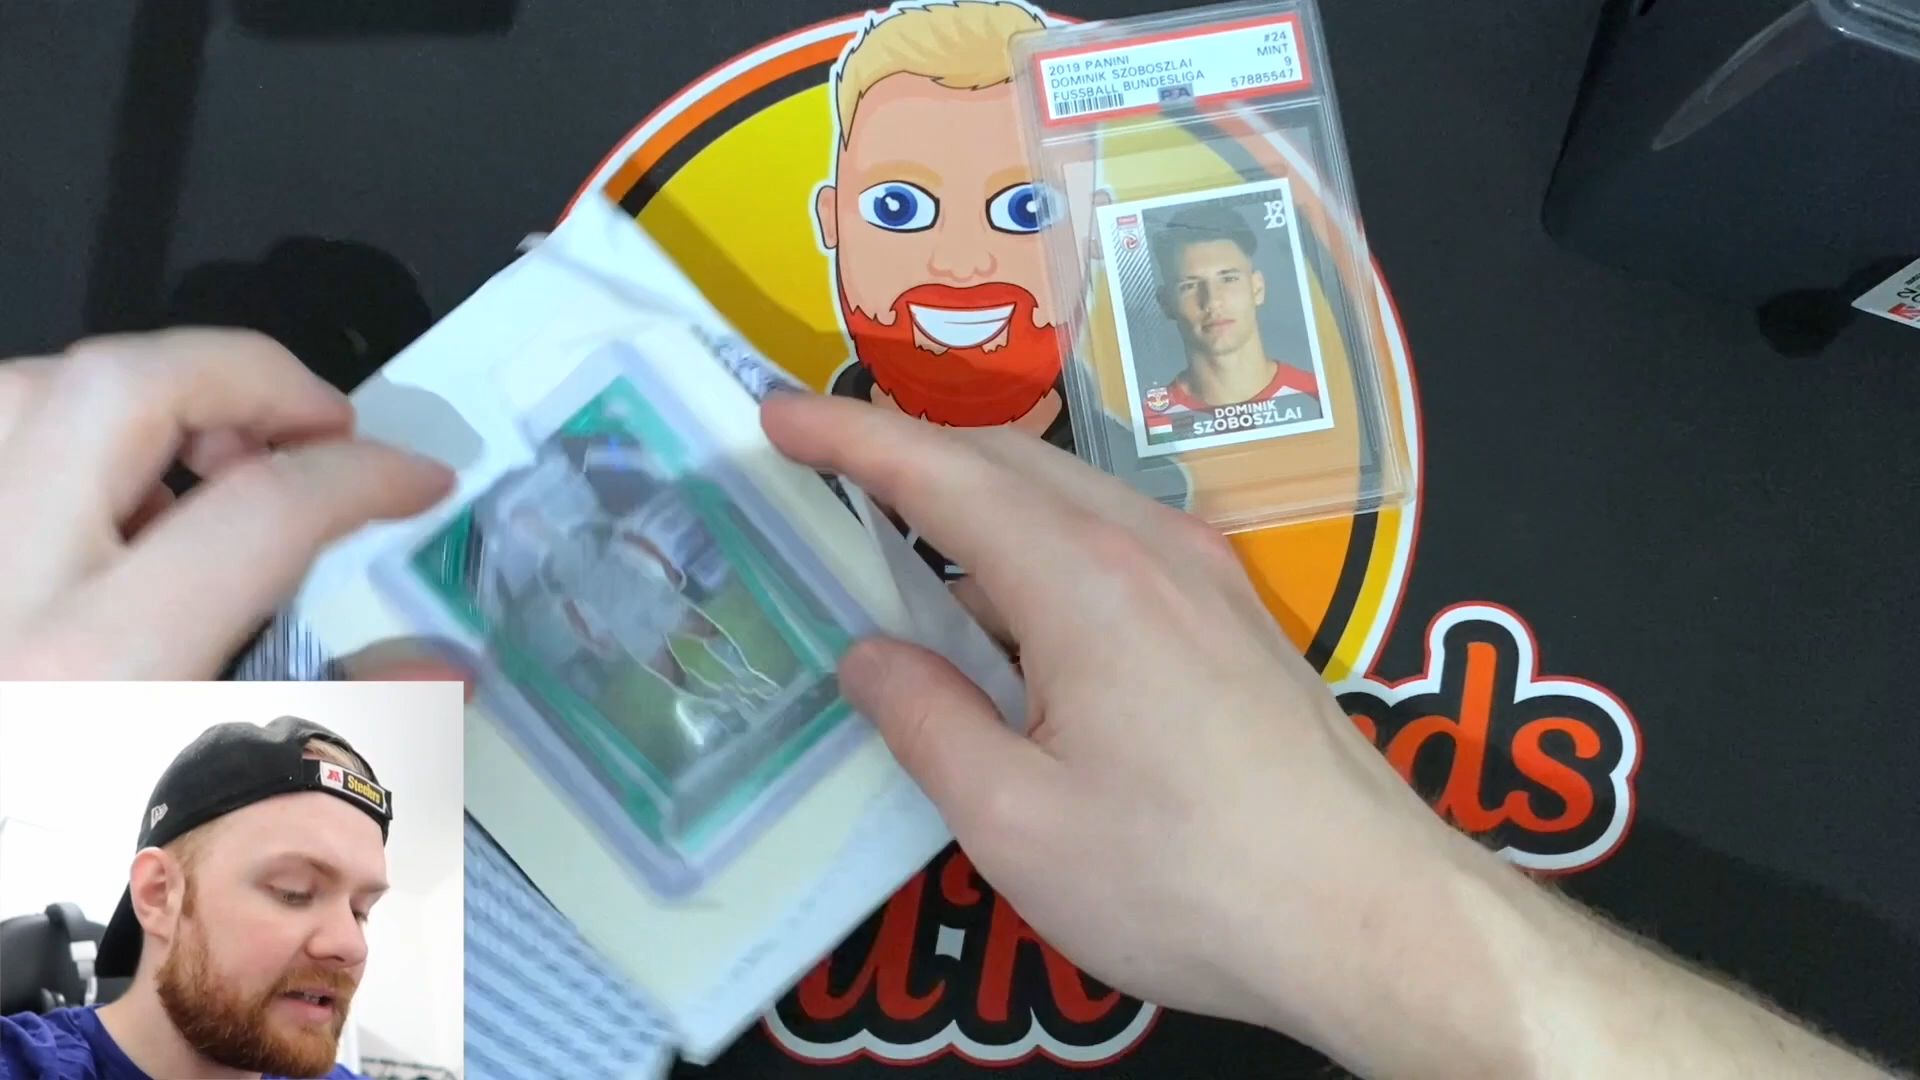 2019 PANINI #24
DOMINIK SZOBOSZLAI MINT
FUSSBALL BUNDESLIGA 9
57885547
PSA
19
20
DOMINIK
SZOBOSZLAI
Steelers
U.K